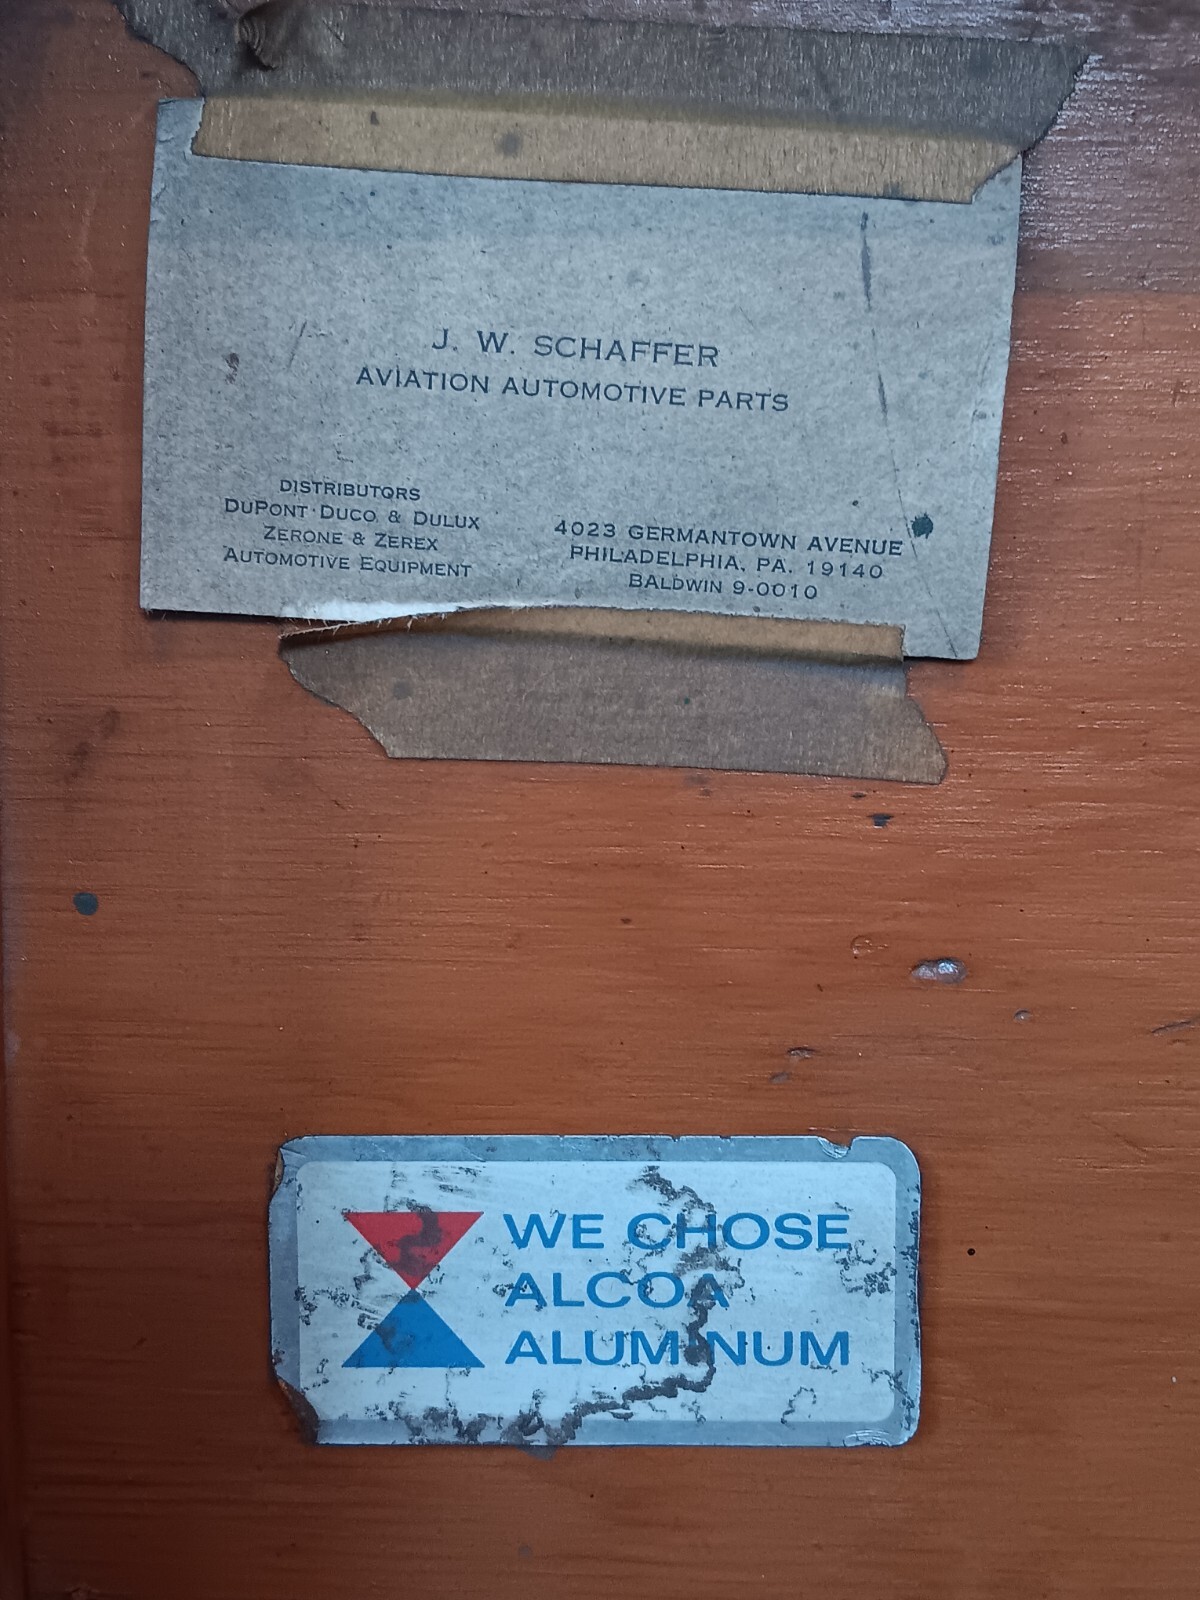 J. W. SCHAFFER
AVIATION AUTOMOTIVE PARTS
DISTRIBUTORS
DUPONT·DUCO & DULUX
ZERONE & ZEREX
AUTOMOTIVE EQUIPMENT
4023 GERMANTOWN AVENUE
PHILADELPHIA, PA. 19140
BALDWIN 9-0010
WE CHOSE
ALCOA
ALUMINUM